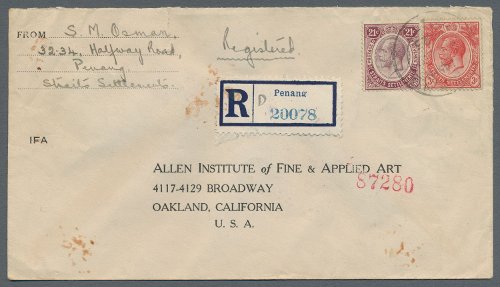 FROM S. M. Osman,
32-34, Halfway Road,
Penang
Straits Settlements.
Registered.
R
D
Penang
20078
IFA
ALLEN INSTITUTE of FINE & APPLIED ART
4117-4129 BROADWAY
OAKLAND, CALIFORNIA
U. S. A.
87280